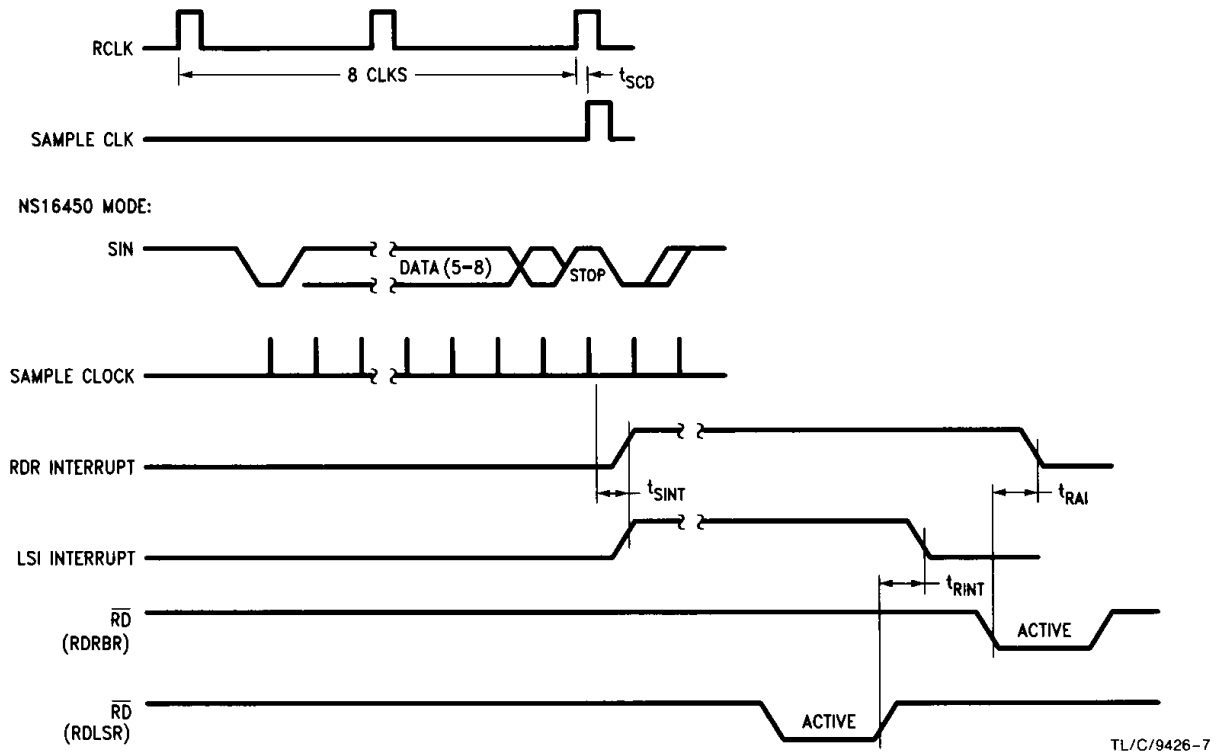 RCLK
8 CLKS
tSCD
SAMPLE CLK
NS16450 MODE:
SIN
DATA (5-8)
STOP
SAMPLE CLOCK
RDR INTERRUPT
tSINT
tRAI
LSI INTERRUPT
tRINT
RD
(RDRBR)
ACTIVE
RD
(RDLSR)
ACTIVE
TL/C/9426-7